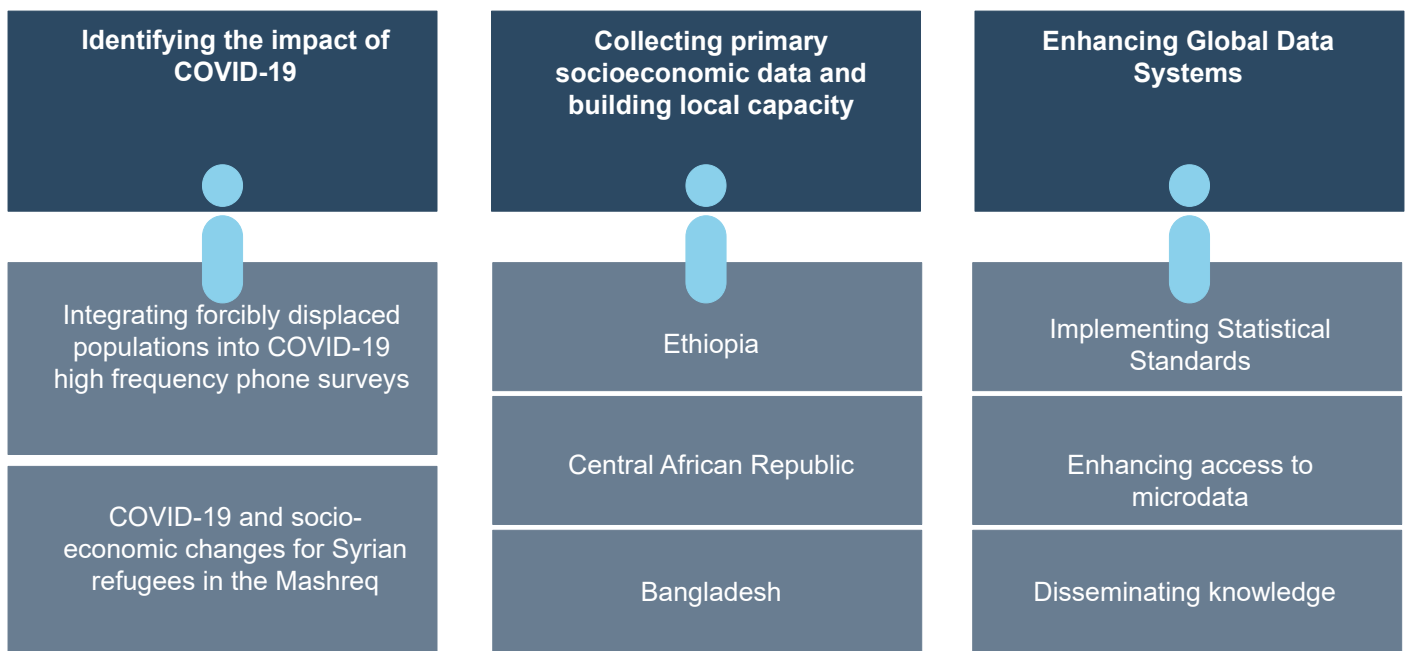 Identifying the impact of
COVID-19
Integrating forcibly displaced
populations into COVID-19
high frequency phone surveys
COVID-19 and socio-
economic changes for Syrian
refugees in the Mashreq
Collecting primary
socioeconomic data and
building local capacity
Ethiopia
Central African Republic
Bangladesh
Enhancing Global Data
Systems
Implementing Statistical
Standards
Enhancing access to
microdata
Disseminating knowledge